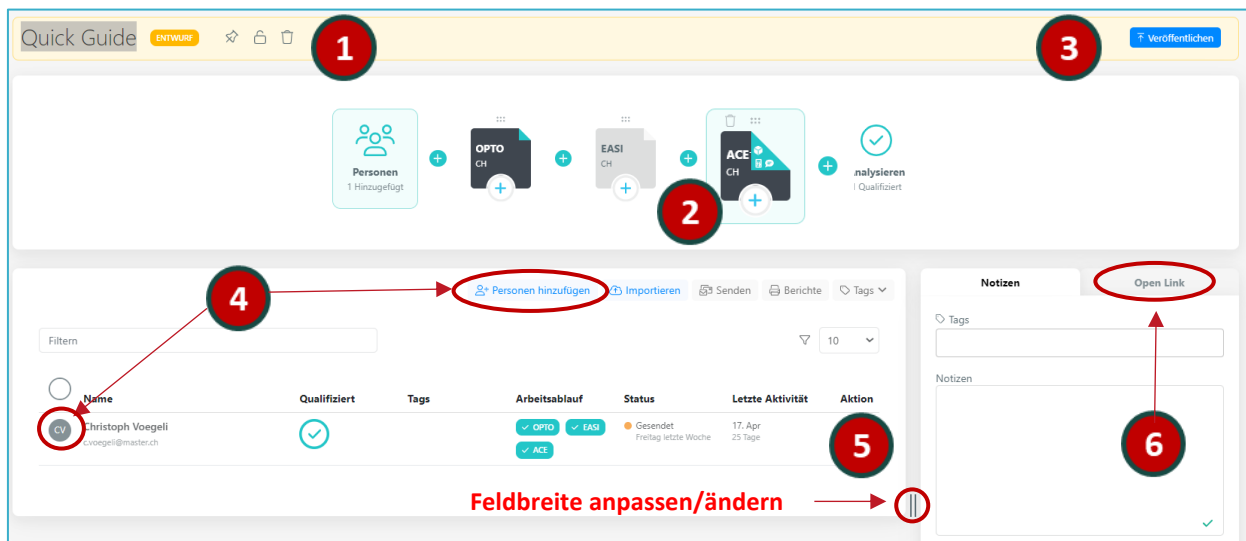 Quick Guide ENTWURF 1 3 Veröffentlichen
Personen
1 Hinzugefügt
OPTO
CH
EASI
CH
ACE
CH
2
nalysieren
Qualifiziert
4
Personen hinzufügen Importieren Senden Berichte Tags
Filtern
10
Name Qualifiziert Tags Arbeitsablauf Status Letzte Aktivität Aktion
CV Christoph Voegeli OPTO EASI Gesendet 17. Apr
c.voegeli@master.ch Freitag letzte Woche 25 Tage
ACE
5
Feldbreite anpassen/ändern
Notizen Open Link
Tags
Notizen
6